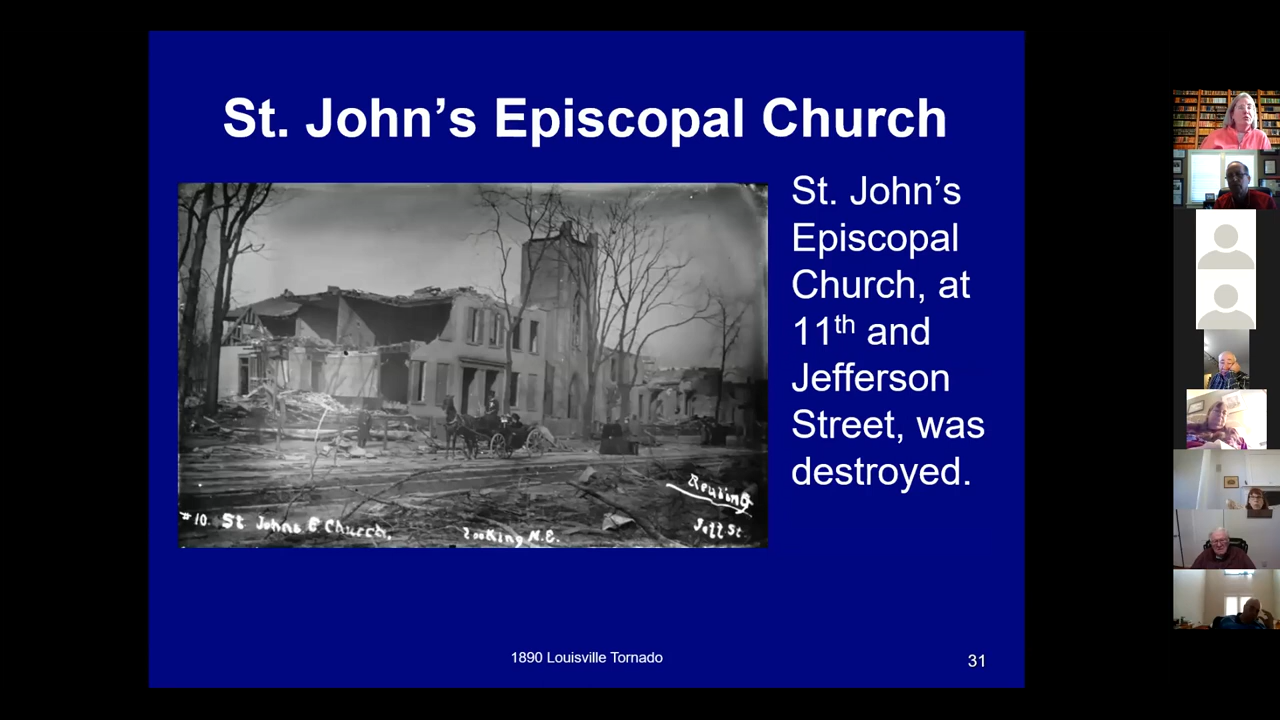 St. John’s Episcopal Church
St. John’s
Episcopal
Church, at
11th and
Jefferson
Street, was
destroyed.
#10. St Johns E Church,
Looking N.E.
Reuding
Jeff St.
1890 Louisville Tornado
31